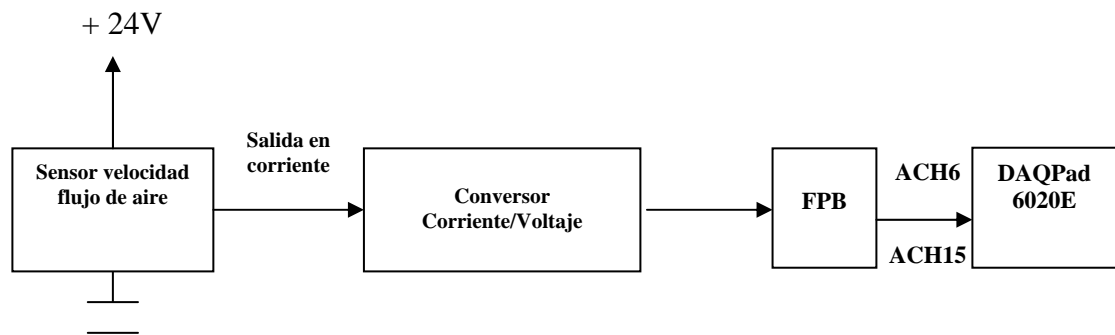 + 24V
Salida en
corriente
Sensor velocidad
flujo de aire
Conversor
Corriente/Voltaje
FPB
ACH6
ACH15
DAQPad
6020E